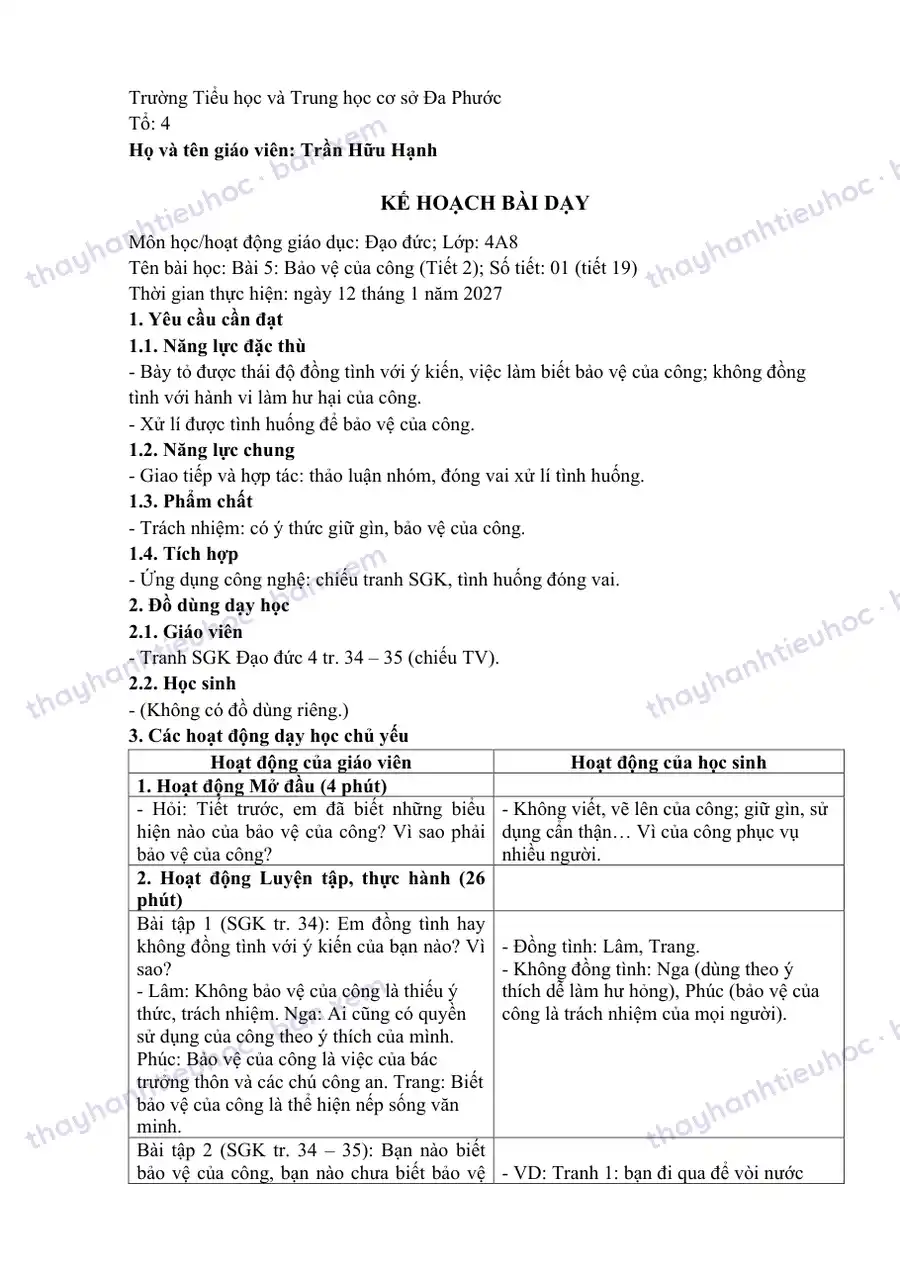 Trường Tiểu học và Trung học cơ sở Đa Phước
Tổ: 4
Họ và tên giáo viên: Trần Hữu Hạnh
KẾ HOẠCH BÀI DẠY
Môn học/hoạt động giáo dục: Đạo đức; Lớp: 4A8
Tên bài học: Bài 5: Bảo vệ của công (Tiết 2); Số tiết: 01 (tiết 19)
Thời gian thực hiện: ngày 12 tháng 1 năm 2027
1. Yêu cầu cần đạt
1.1. Năng lực đặc thù
- Bày tỏ được thái độ đồng tình với ý kiến, việc làm biết bảo vệ của công; không đồng
tình với hành vi làm hư hại của công.
- Xử lí được tình huống để bảo vệ của công.
1.2. Năng lực chung
- Giao tiếp và hợp tác: thảo luận nhóm, đóng vai xử lí tình huống.
1.3. Phẩm chất
- Trách nhiệm: có ý thức giữ gìn, bảo vệ của công.
1.4. Tích hợp
- Ứng dụng công nghệ: chiếu tranh SGK, tình huống đóng vai.
2. Đồ dùng dạy học
2.1. Giáo viên
- Tranh SGK Đạo đức 4 tr. 34 – 35 (chiếu TV).
2.2. Học sinh
- (Không có đồ dùng riêng.)
3. Các hoạt động dạy học chủ yếu
Hoạt động của giáo viên
Hoạt động của học sinh
1. Hoạt động Mở đầu (4 phút)
- Hỏi: Tiết trước, em đã biết những biểu
hiện nào của bảo vệ của công? Vì sao phải
bảo vệ của công?
- Không viết, vẽ lên của công; giữ gìn, sử
dụng cẩn thận… Vì của công phục vụ
nhiều người.
2. Hoạt động Luyện tập, thực hành (26
phút)
Bài tập 1 (SGK tr. 34): Em đồng tình hay
không đồng tình với ý kiến của bạn nào? Vì
sao?
- Lâm: Không bảo vệ của công là thiếu ý
thức, trách nhiệm. Nga: Ai cũng có quyền
sử dụng của công theo ý thích của mình.
Phúc: Bảo vệ của công là việc của bác
trưởng thôn và các chú công an. Trang: Biết
bảo vệ của công là thể hiện nếp sống văn
minh.
- Đồng tình: Lâm, Trang.
- Không đồng tình: Nga (dùng theo ý
thích dễ làm hư hỏng), Phúc (bảo vệ của
công là trách nhiệm của mọi người).
Bài tập 2 (SGK tr. 34 – 35): Bạn nào biết
bảo vệ của công, bạn nào chưa biết bảo vệ
- VD: Tranh 1: bạn đi qua để vòi nước
thayhanhtieuhoc · bản xem
thayhanhtieuhoc · b
thayhanhtieuhoc · bản xem
thayhanhtieuhoc · b
thayhanhtieuhoc · bản xem
thayhanhtieuhoc · b